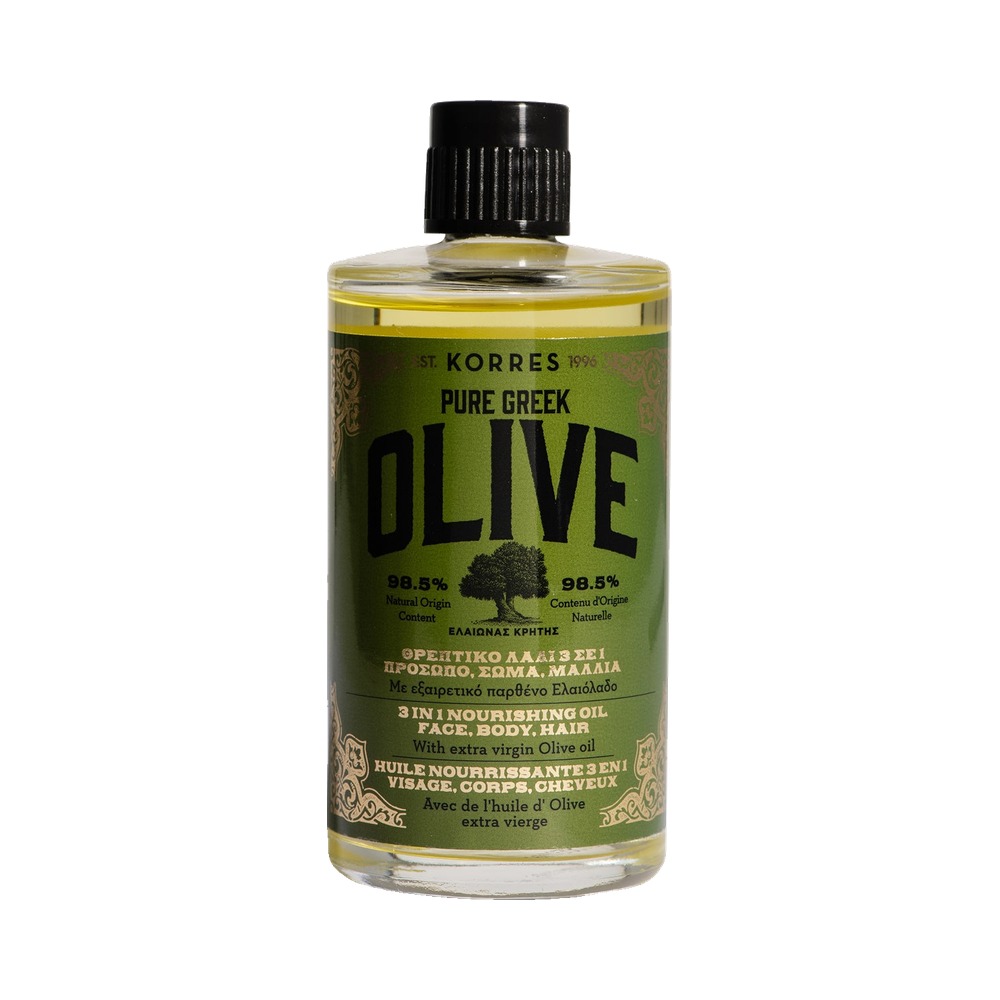 EST. KORRES 1996
PURE GREEK
OLIVE
98.5%
Natural Origin
Content
98.5%
Contenu d'Origine
Naturelle
ΕΛΑΙΩΝΑΣ ΚΡΗΤΗΣ
ΘΡΕΠΤΙΚΟ ΛΑΔΙ 3 ΣΕ 1
ΠΡΟΣΩΠΟ, ΣΩΜΑ, ΜΑΛΛΙΑ
Με εξαιρετικό παρθένο Ελαιόλαδο
3 IN 1 NOURISHING OIL
FACE, BODY, HAIR
With extra virgin Olive oil
HUILE NOURRISSANTE 3 EN 1
VISAGE, CORPS, CHEVEUX
Avec de l'huile d' Olive
extra vierge